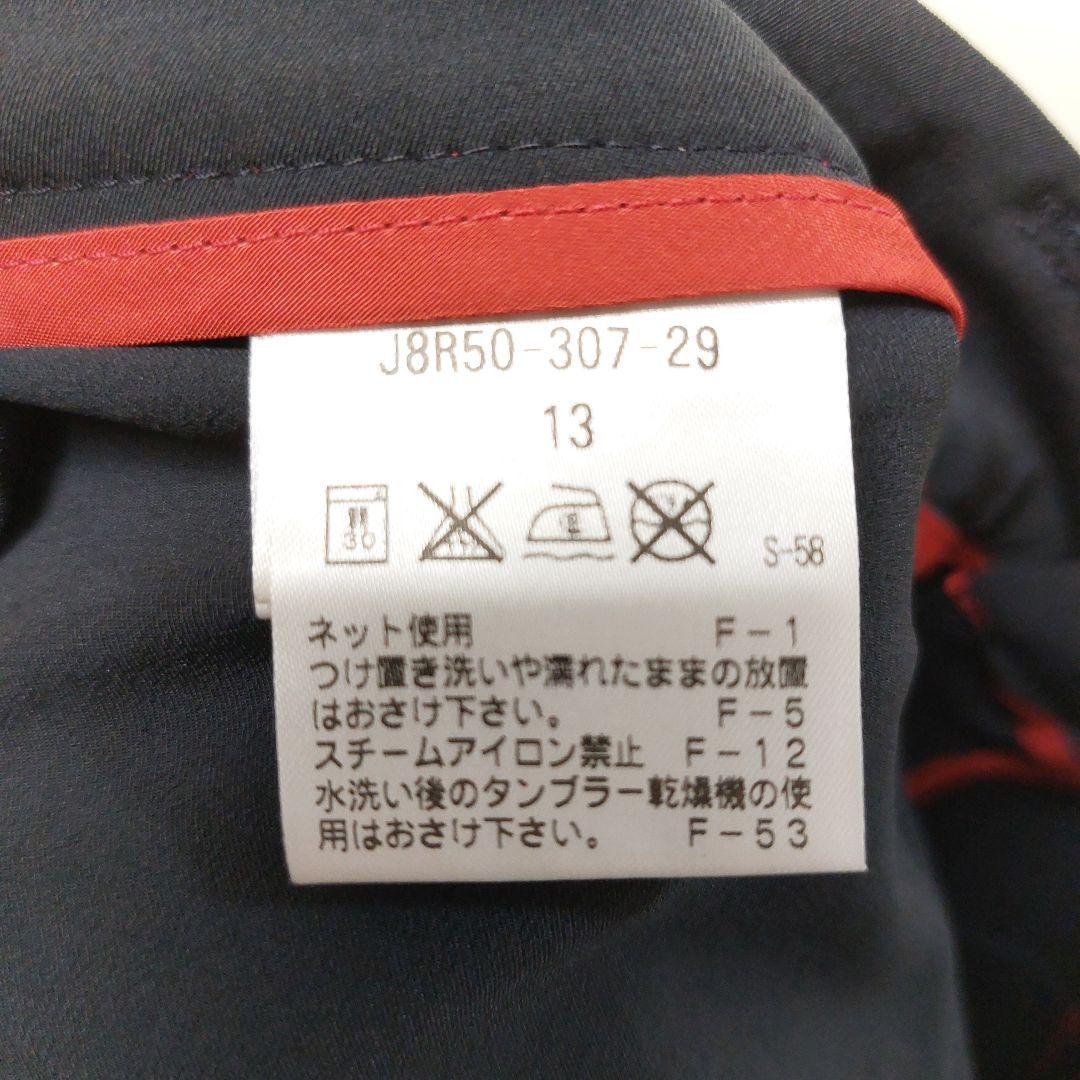 J8R50-307-29
13
30
S-58
ネット使用 F-1
つけ置き洗いや濡れたままの放置
はおさけ下さい。 F-5
スチームアイロン禁止 F-12
水洗い後のタンブラー乾燥機の使
用はおさけ下さい。 F-53